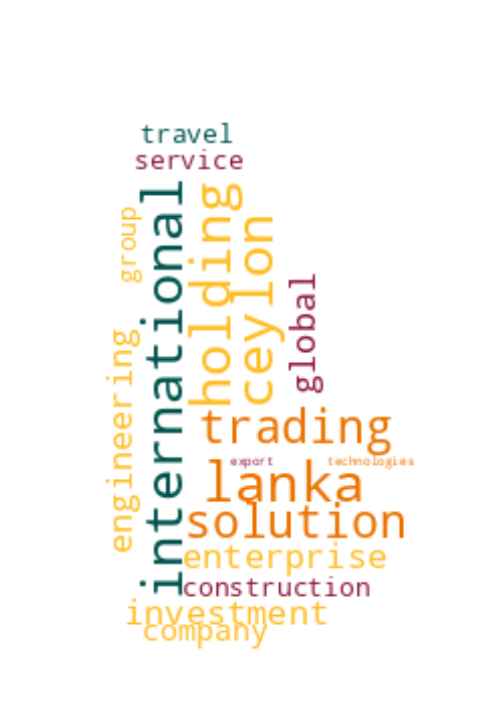 travel
service
group
international
holding
ceylon
global
engineering
trading
export
technologies
lanka
solution
enterprise
construction
investment
company